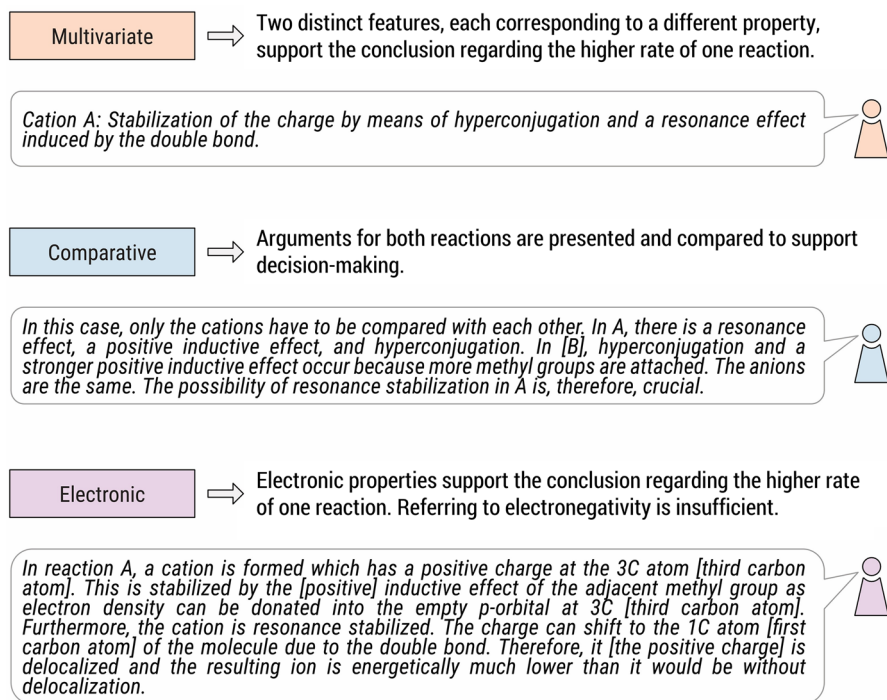 Multivariate
Two distinct features, each corresponding to a different property,
support the conclusion regarding the higher rate of one reaction.
Cation A: Stabilization of the charge by means of hyperconjugation and a resonance effect
induced by the double bond.
Comparative
Arguments for both reactions are presented and compared to support
decision-making.
In this case, only the cations have to be compared with each other. In A, there is a resonance
effect, a positive inductive effect, and hyperconjugation. In [B], hyperconjugation and a
stronger positive inductive effect occur because more methyl groups are attached. The anions
are the same. The possibility of resonance stabilization in A is, therefore, crucial.
Electronic
Electronic properties support the conclusion regarding the higher rate
of one reaction. Referring to electronegativity is insufficient.
In reaction A, a cation is formed which has a positive charge at the 3C atom [third carbon
atom]. This is stabilized by the [positive] inductive effect of the adjacent methyl group as
electron density can be donated into the empty p-orbital at 3C [third carbon atom].
Furthermore, the cation is resonance stabilized. The charge can shift to the 1C atom [first
carbon atom] of the molecule due to the double bond. Therefore, it [the positive charge] is
delocalized and the resulting ion is energetically much lower than it would be without
delocalization.